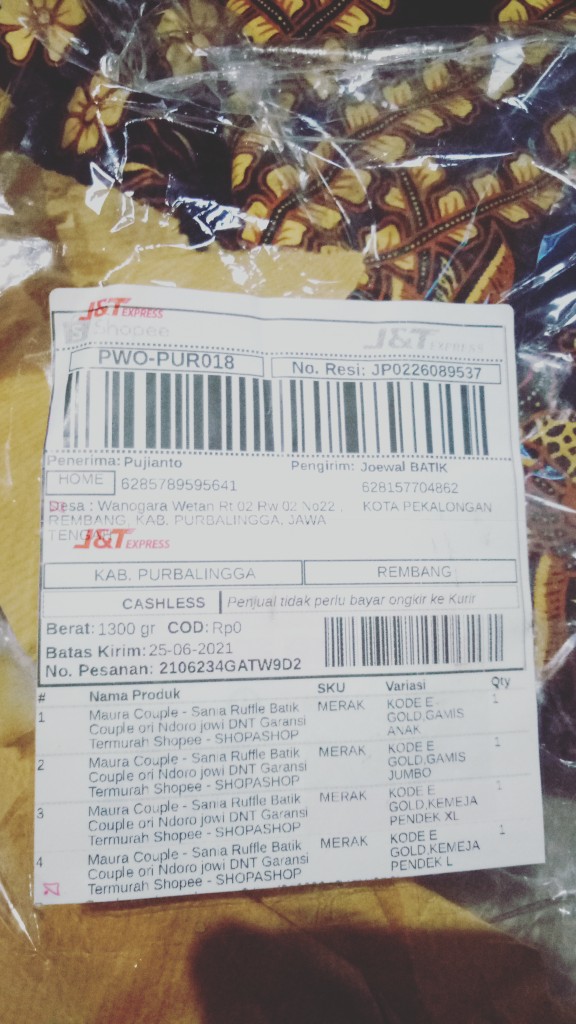 J&T EXPRESS
Shopee
J&T EXPRESS
PWO-PUR018
No. Resi: JP0226089537
Penerima: Pujianto
Pengirim: Joewal BATIK
HOME
6285789595641
628157704862
Desa : Wanogara Wetan Rt 02 Rw 02 No22 ,
KOTA PEKALONGAN
REMBANG, KAB. PURBALINGGA, JAWA
TENGAH
J&T EXPRESS
KAB. PURBALINGGA
REMBANG
CASHLESS
Penjual tidak perlu bayar ongkir ke Kurir
Berat: 1300 gr COD: Rp0
Batas Kirim: 25-06-2021
No. Pesanan: 2106234GATW9D2
# Nama Produk SKU Variasi Qty
1 Maura Couple - Sania Ruffle Batik MERAK KODE E- 1
Couple ori Ndoro jowi DNT Garansi GOLD,GAMIS
Termurah Shopee - SHOPASHOP ANAK
2 Maura Couple - Sania Ruffle Batik MERAK KODE E 1
Couple ori Ndoro jowi DNT Garansi GOLD,GAMIS
Termurah Shopee - SHOPASHOP JUMBO
3 Maura Couple - Sania Ruffle Batik MERAK KODE E 1
Couple ori Ndoro jowi DNT Garansi GOLD,KEMEJA
Termurah Shopee - SHOPASHOP PENDEK XL
4 Maura Couple - Sania Ruffle Batik MERAK KODE E 1
Couple ori Ndoro jowi DNT Garansi GOLD,KEMEJA
Termurah Shopee - SHOPASHOP PENDEK L